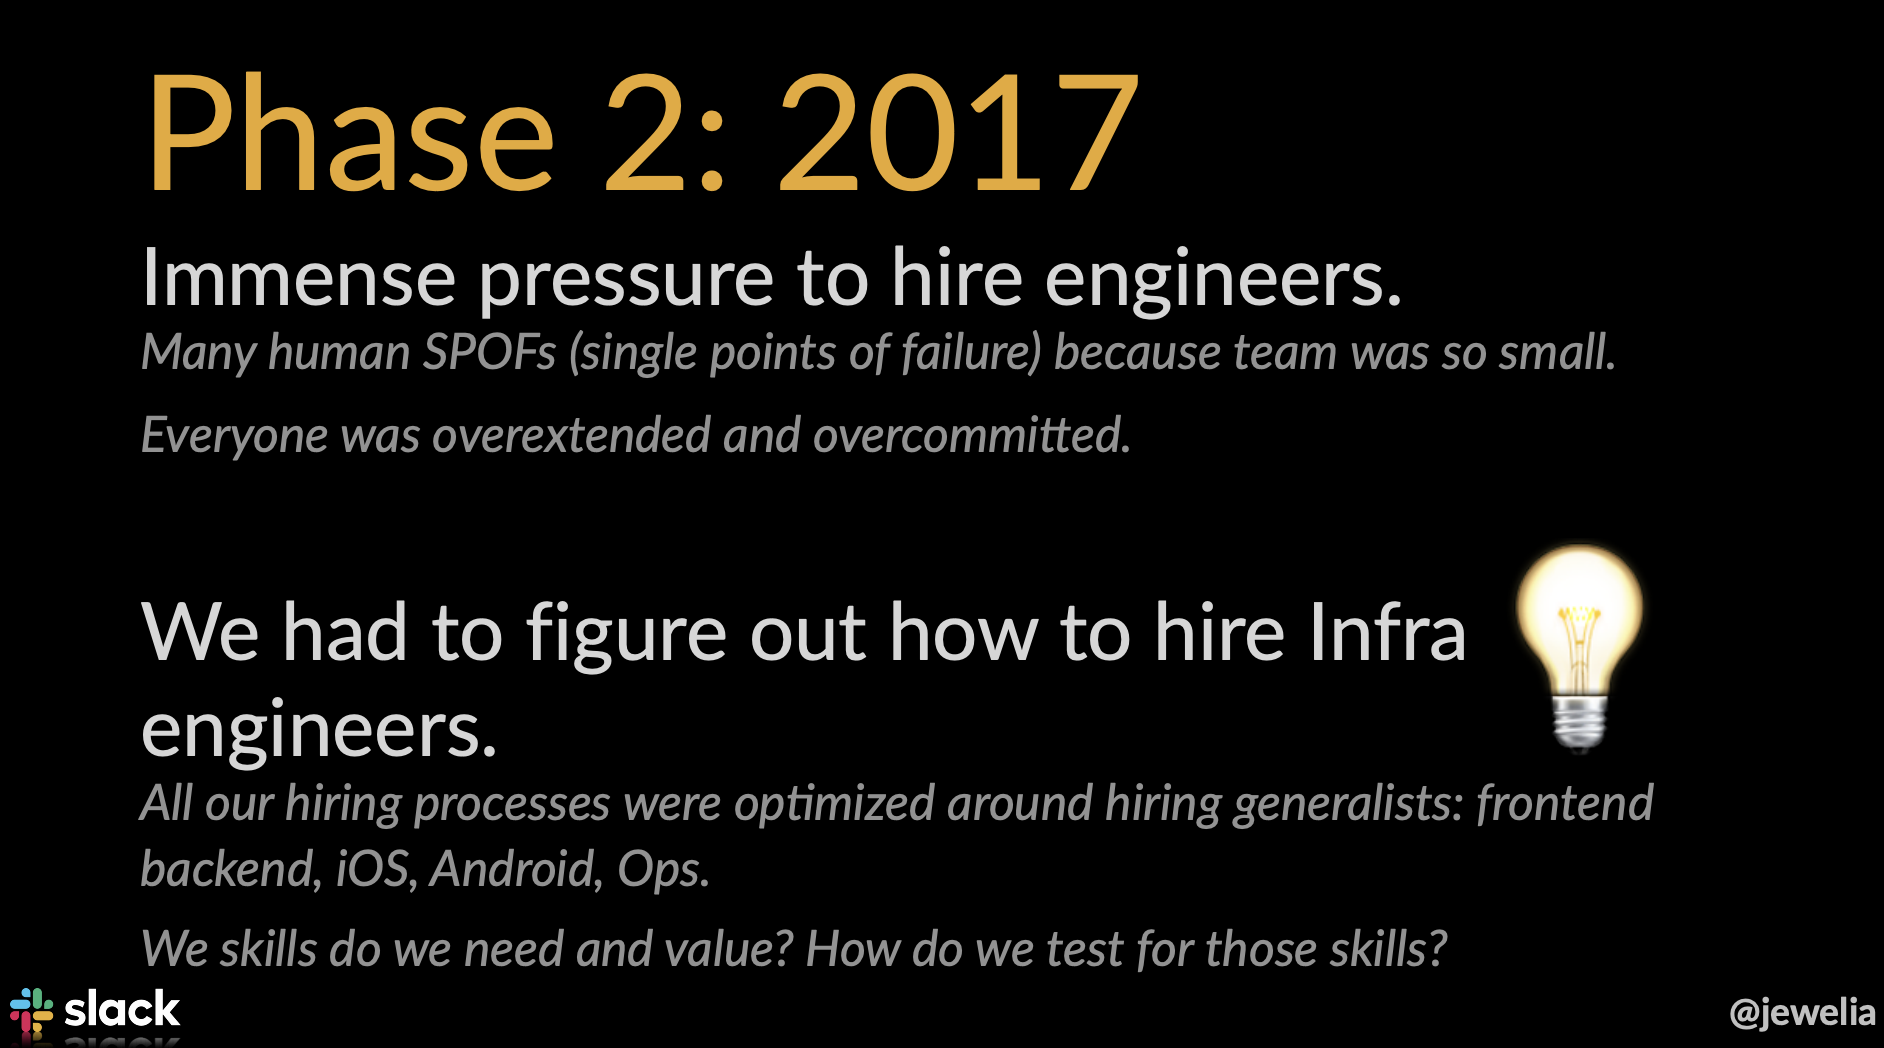 Phase 2: 2017
Immense pressure to hire engineers.
Many human SPOFs (single points of failure) because team was so small.
Everyone was overextended and overcommitted.
We had to figure out how to hire Infra
engineers.
All our hiring processes were optimized around hiring generalists: frontend
backend, iOS, Android, Ops.
We skills do we need and value? How do we test for those skills?
slack
@jewelia